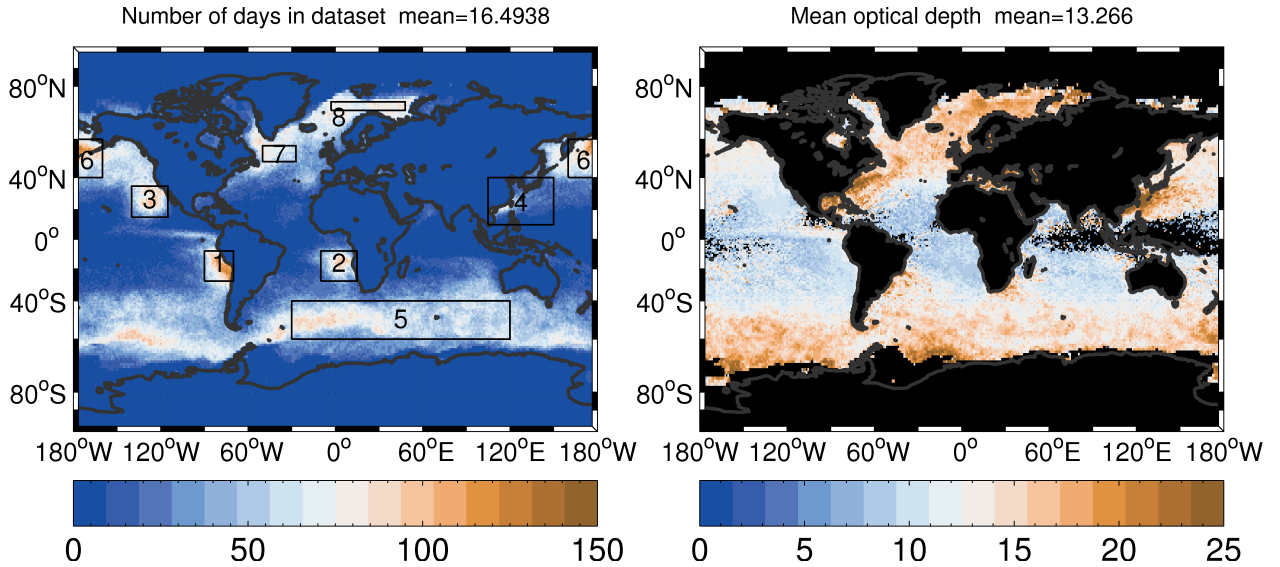 Number of days in dataset mean=16.4938
80°N
40°N
0°
40°S
80°S
6
3
1
7
8
2
4
5
6
180°W 120°W 60°W 0° 60°E 120°E 180°W
0 50 100 150
Mean optical depth mean=13.266
80°N
40°N
0°
40°S
80°S
180°W 120°W 60°W 0° 60°E 120°E 180°W
0 5 10 15 20 25